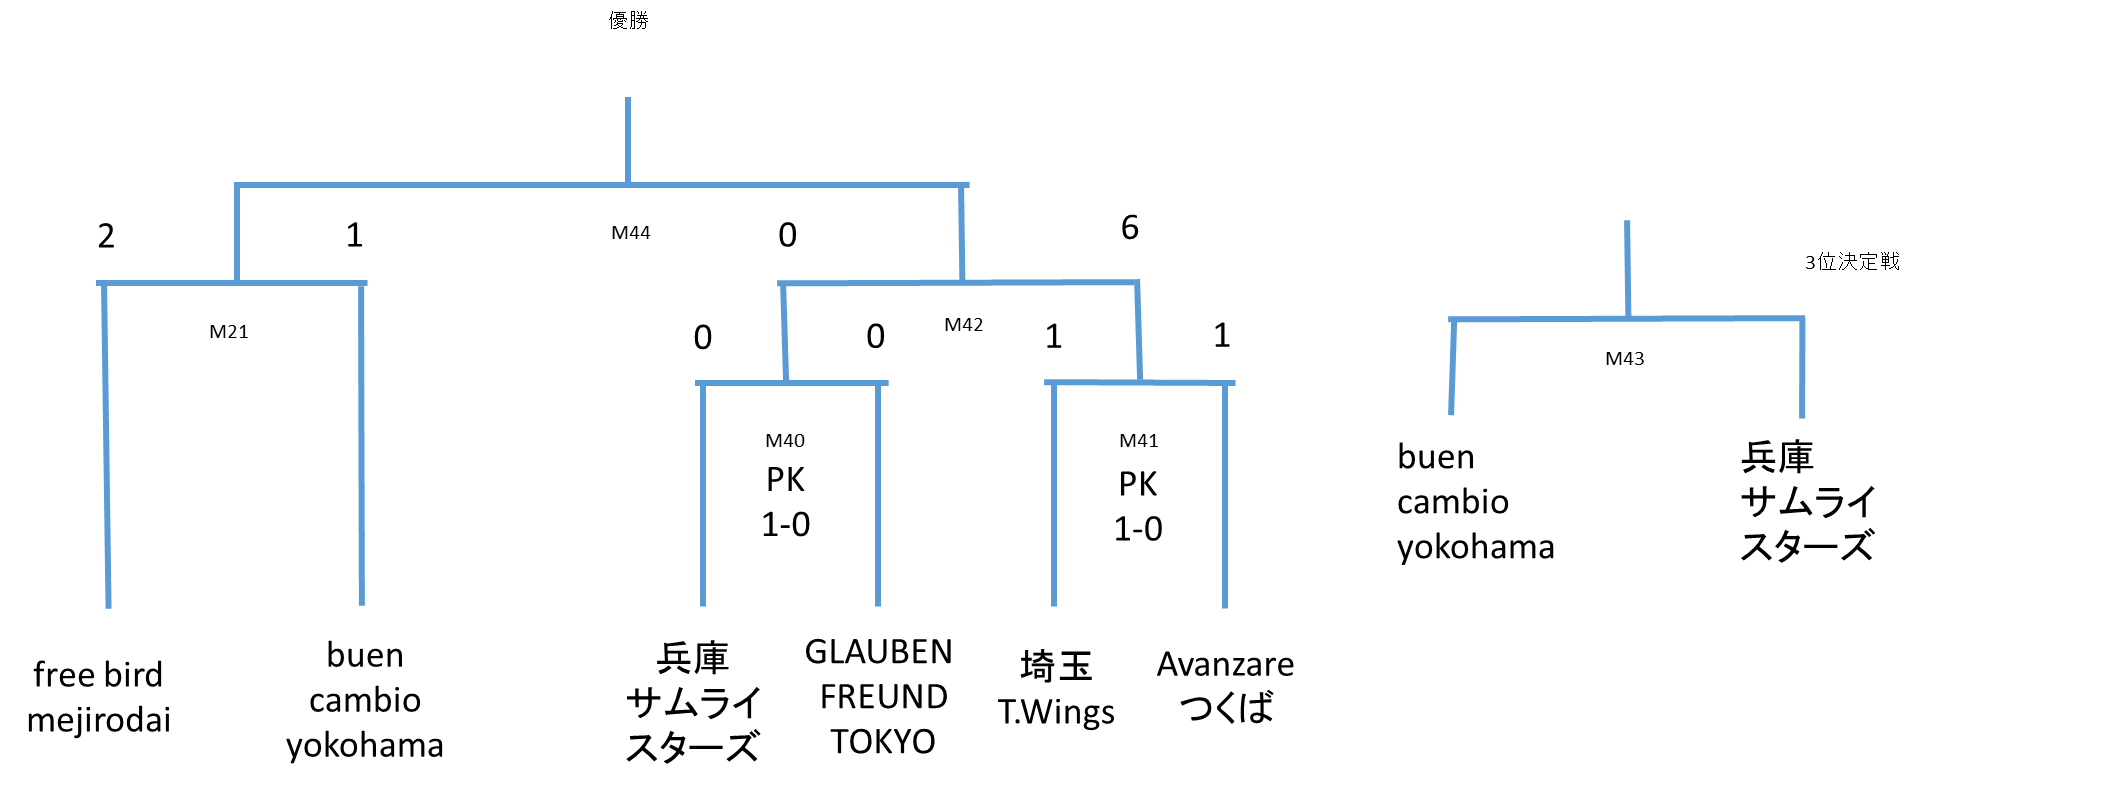 優勝
2
1
M44
0
6
3位決定戦
M21
0
0
M42
1
1
M43
M40
PK
1-0
M41
PK
1-0
buen
cambio
yokohama
兵庫
サムライ
スターズ
free bird
mejirodai
buen
cambio
yokohama
兵庫
サムライ
スターズ
GLAUBEN
FREUND
TOKYO
埼玉
T.Wings
Avanzare
つくば